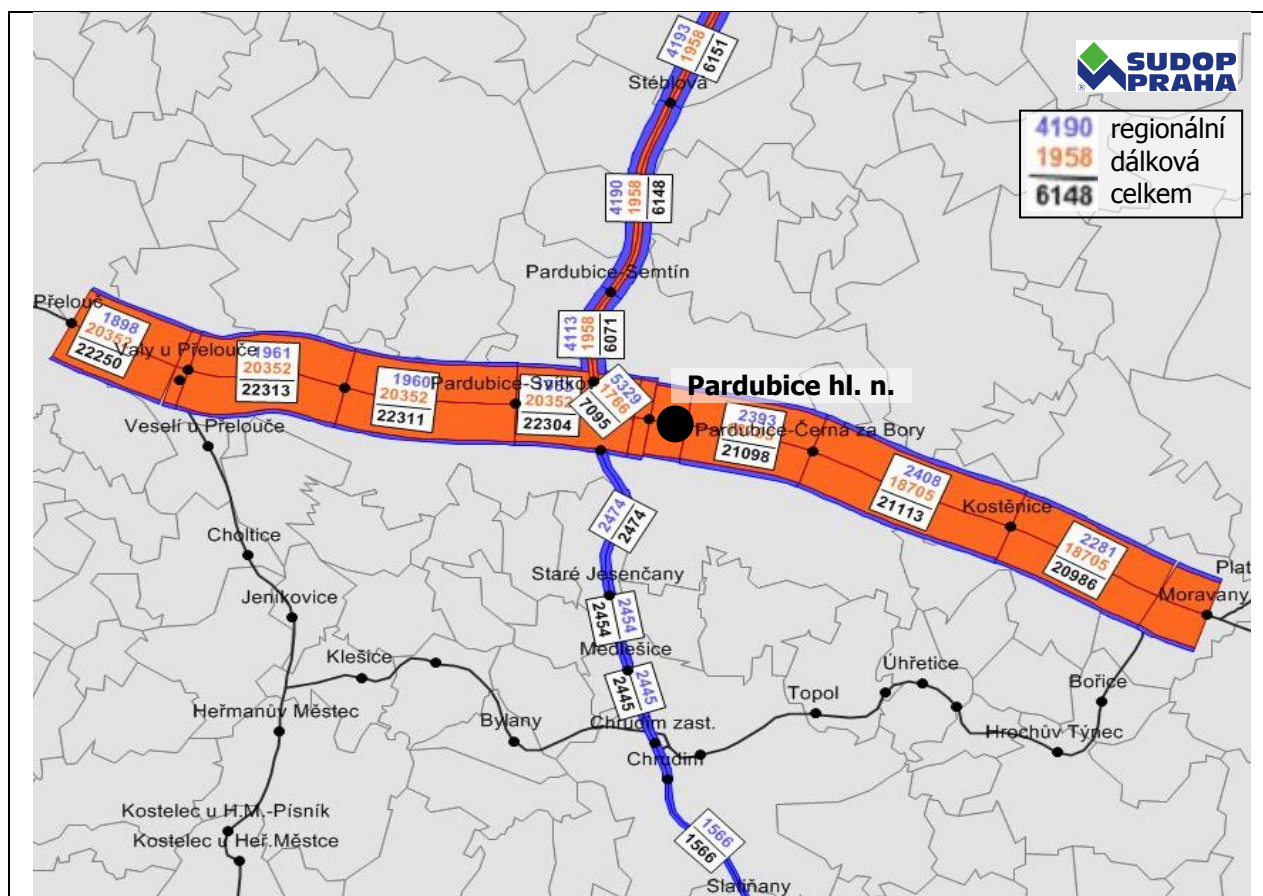 4193
1958
6151
SUDOP
PRAHA
®
Stéblová
4190 regionální
1958 dálková
6148 celkem
4190
1958
6148
Pardubice-Semtín
Přelouč
1898
20352
22250
Valy u Přelouče
1961
20352
22313
1960
20352
22311
4113
1958
6071
Pardubice-Svítkov
20352
22304
5329
1766
7095
Pardubice hl. n.
2393
21098
Pardubice-Černá za Bory
2408
18705
21113
Kostěnice
2281
18705
20986
Plat
Moravany
Veselí u Přelouče
2474
2474
Choltice
Staré Jesenčany
Jeníkovice
2454
2454
Medlešice
Klešice
2445
2445
Úhřetice
Topol
Bořice
Heřmanův Městec
Bylany
Chrudim zast.
Hrochův Týnec
Chrudim
Kostelec u H.M.-Písník
Kostelec u Heř.Městce
1566
1566
Slatiňany